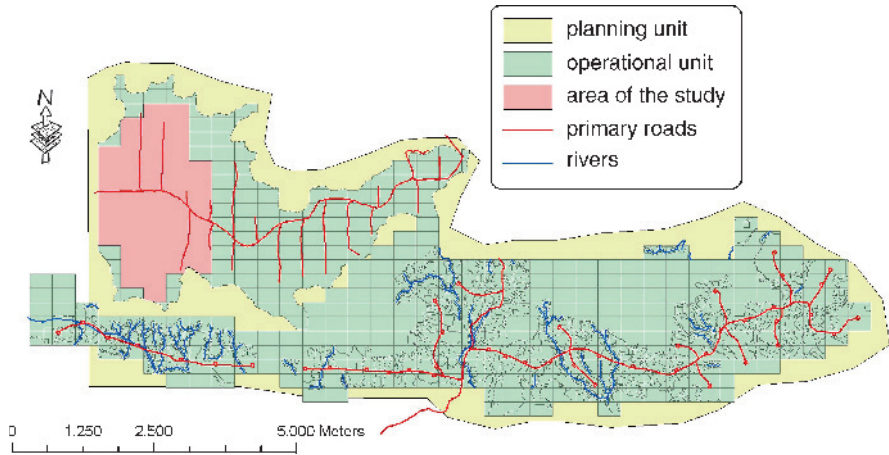 planning unit
operational unit
area of the study
primary roads
rivers
N
0 1.250 2.500 5.000 Meters